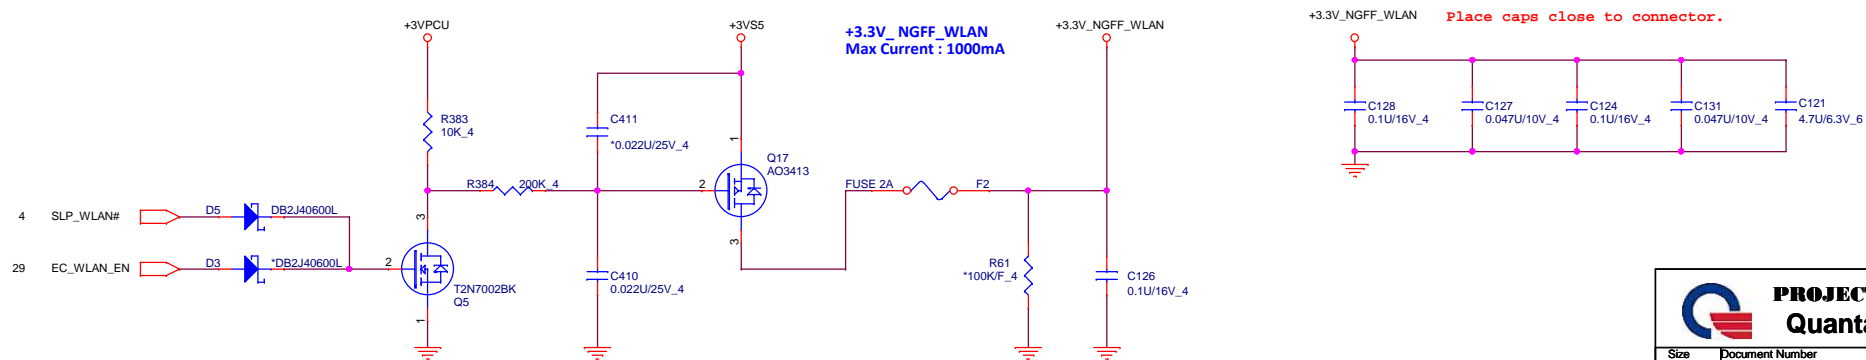 +3VPCU
+3VS5
+3.3V_ NGFF_WLAN
Max Current : 1000mA
+3.3V_NGFF_WLAN
+3.3V_NGFF_WLAN
Place caps close to connector.
R383
10K_4
C411
*0.022U/25V_4
1
Q17
AO3413
2
3
R384
200K_4
FUSE 2A
F2
C128
0.1U/16V_4
C127
0.047U/10V_4
C124
0.1U/16V_4
C131
0.047U/10V_4
C121
4.7U/6.3V_6
4
SLP_WLAN#
D5
DB2J40600L
29
EC_WLAN_EN
D3
*DB2J40600L
3
2
T2N7002BK
Q5
1
C410
0.022U/25V_4
R61
*100K/F_4
C126
0.1U/16V_4
PROJEC
Quanta
Size
Document Number